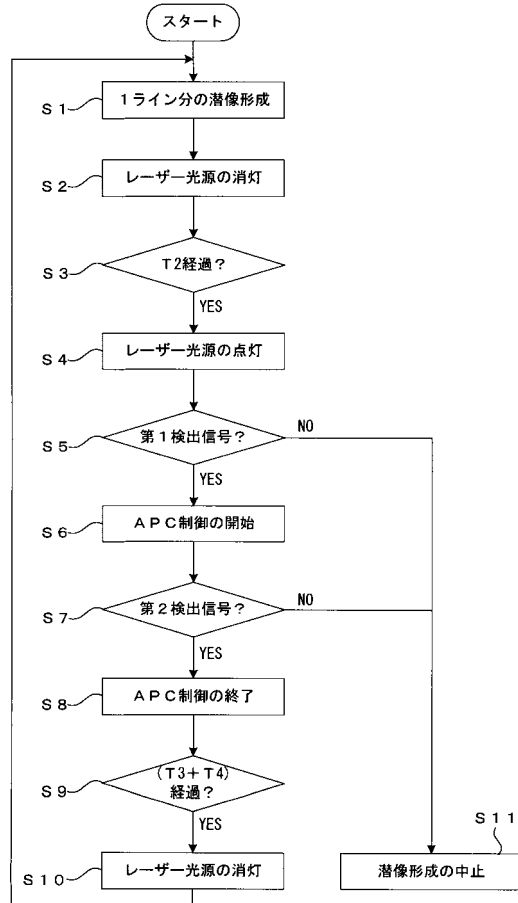 スタート
S1
1ライン分の潜像形成
S2
レーザー光源の消灯
S3
T2経過?
YES
S4
レーザー光源の点灯
S5
第1検出信号?
NO
YES
S6
APC制御の開始
S7
第2検出信号?
NO
YES
S8
APC制御の終了
S9
(T3+T4)
経過?
YES
S10
レーザー光源の消灯
S11
潜像形成の中止